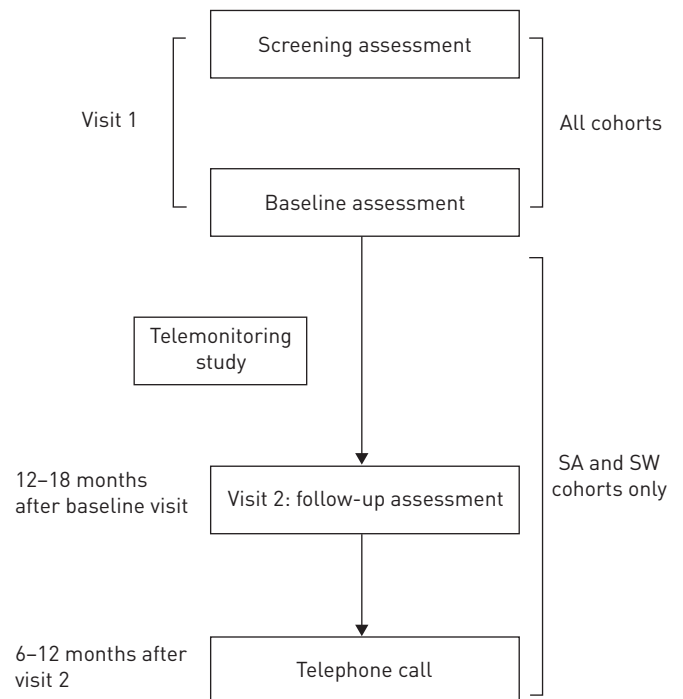 Screening assessment
Visit 1
All cohorts
Baseline assessment
Telemonitoring
study
12–18 months
after baseline visit
Visit 2: follow-up assessment
SA and SW
cohorts only
6–12 months after
visit 2
Telephone call